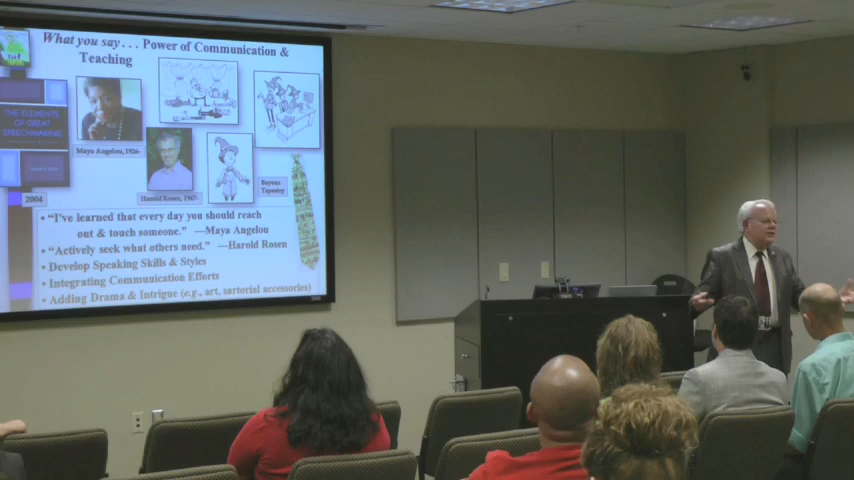 What you say . . . Power of Communication &
Teaching
THE ELEMENTS
OF GREAT
SPEECHMAKING
2004
Maya Angelou, 1926-
Harold Rosen, 1947-
Bayeux
Tapestry
• “I’ve learned that every day you should reach
out & touch someone.” —Maya Angelou
• “Actively seek what others need.” —Harold Rosen
• Develop Speaking Skills & Styles
• Integrating Communication Efforts
• Adding Drama & Intrigue (e.g., art, sartorial accessories)